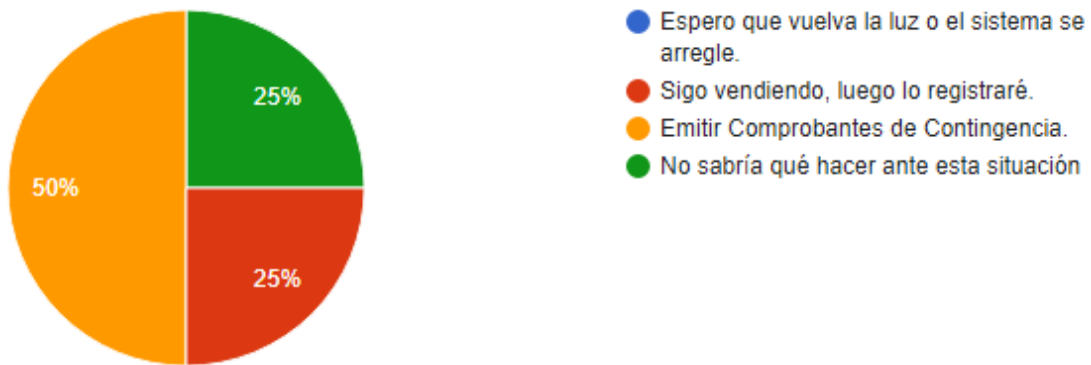 25%
50%
25%
Espero que vuelva la luz o el sistema se
arregle.
Sigo vendiendo, luego lo registraré.
Emitir Comprobantes de Contingencia.
No sabría qué hacer ante esta situación